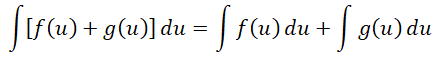 ∫[f(u) + g(u)] du = ∫ f(u) du + ∫ g(u) du